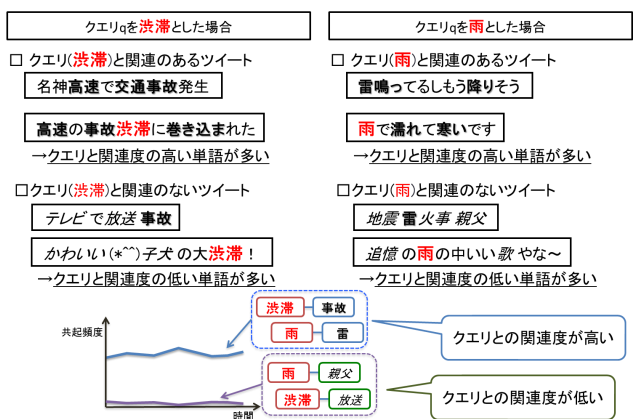 クエリqを渋滞とした場合
□ クエリ(渋滞)と関連のあるツイート
名神高速で交通事故発生
高速の事故渋滞に巻き込まれた
→クエリと関連度の高い単語が多い
□クエリ(渋滞)と関連のないツイート
テレビで放送 事故
かわいい(*^^)子犬の大渋滞！
→クエリと関連度の低い単語が多い
クエリqを雨とした場合
□ クエリ(雨)と関連のあるツイート
雷鳴ってるしもう降りそう
雨で濡れて寒いです
→クエリと関連度の高い単語が多い
□クエリ(雨)と関連のないツイート
地震 雷 火事 親父
追憶の雨の中いい歌やな～
→クエリと関連度の低い単語が多い
共起頻度
時間
渋滞 事故
雨 雷
雨 親父
渋滞 放送
クエリとの関連度が高い
クエリとの関連度が低い